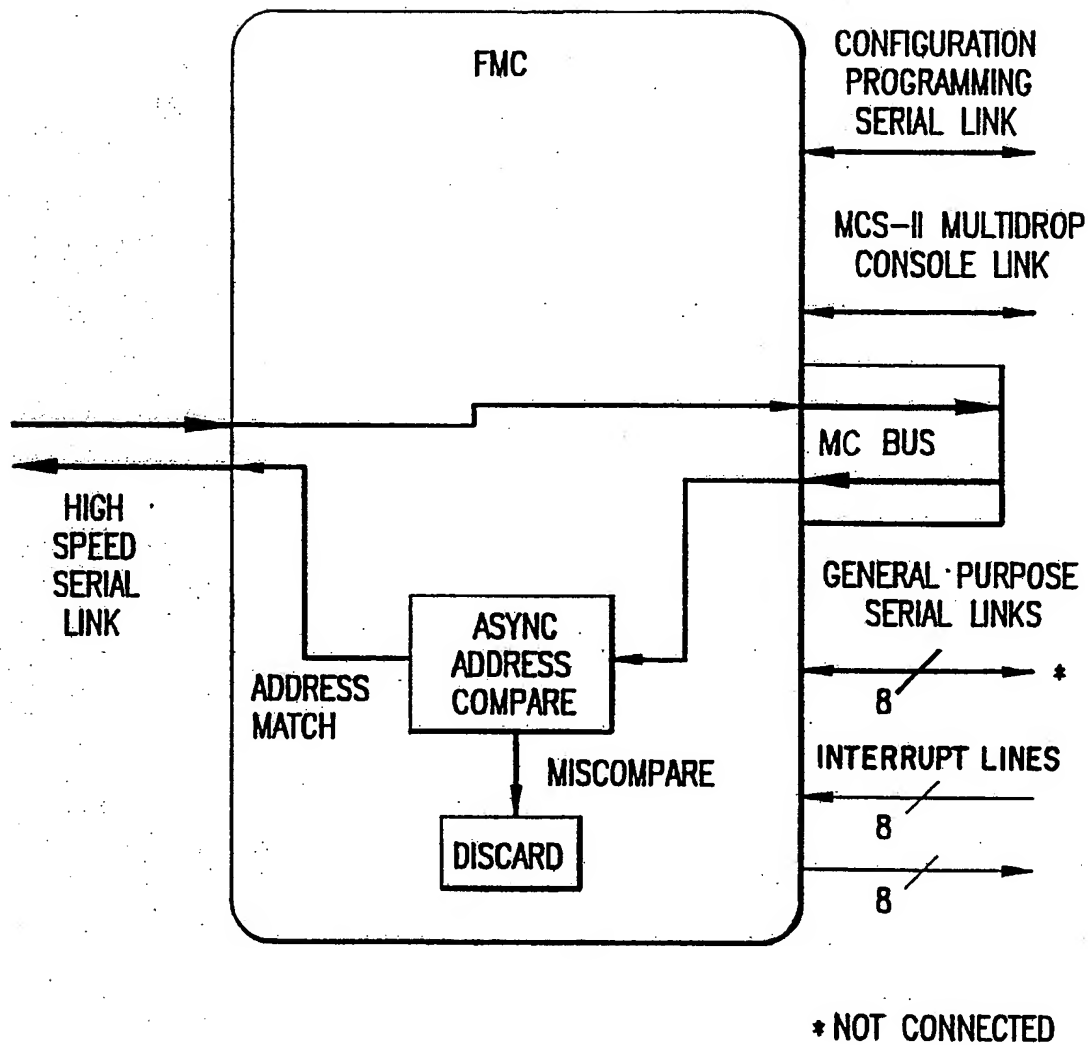 FMC
CONFIGURATION
PROGRAMMING
SERIAL LINK
MCS-II MULTIDROP
CONSOLE LINK
MC BUS
HIGH
SPEED
SERIAL
LINK
GENERAL PURPOSE
SERIAL LINKS
8
*
ASYNC
ADDRESS
COMPARE
ADDRESS
MATCH
MISCOMPARE
DISCARD
INTERRUPT LINES
8
8
* NOT CONNECTED